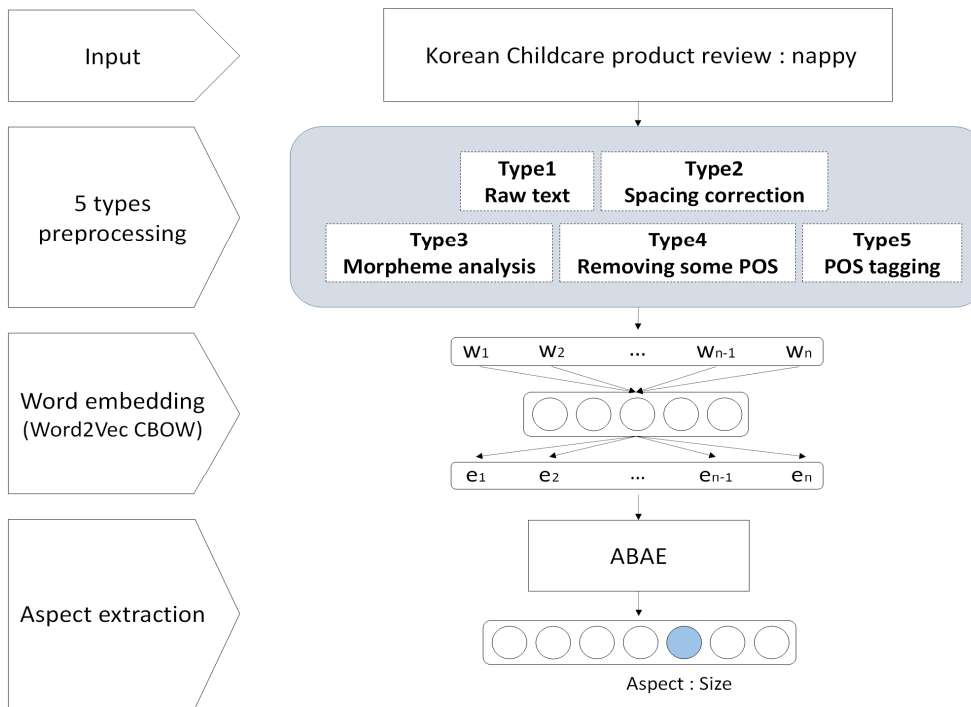 Input
Korean Childcare product review : nappy
5 types
preprocessing
Type1
Raw text
Type2
Spacing correction
Type3
Morpheme analysis
Type4
Removing some POS
Type5
POS tagging
Word embedding
(Word2Vec CBOW)
w1 w2 ... wn-1 wn
e1 e2 ... en-1 en
Aspect extraction
ABAE
Aspect : Size